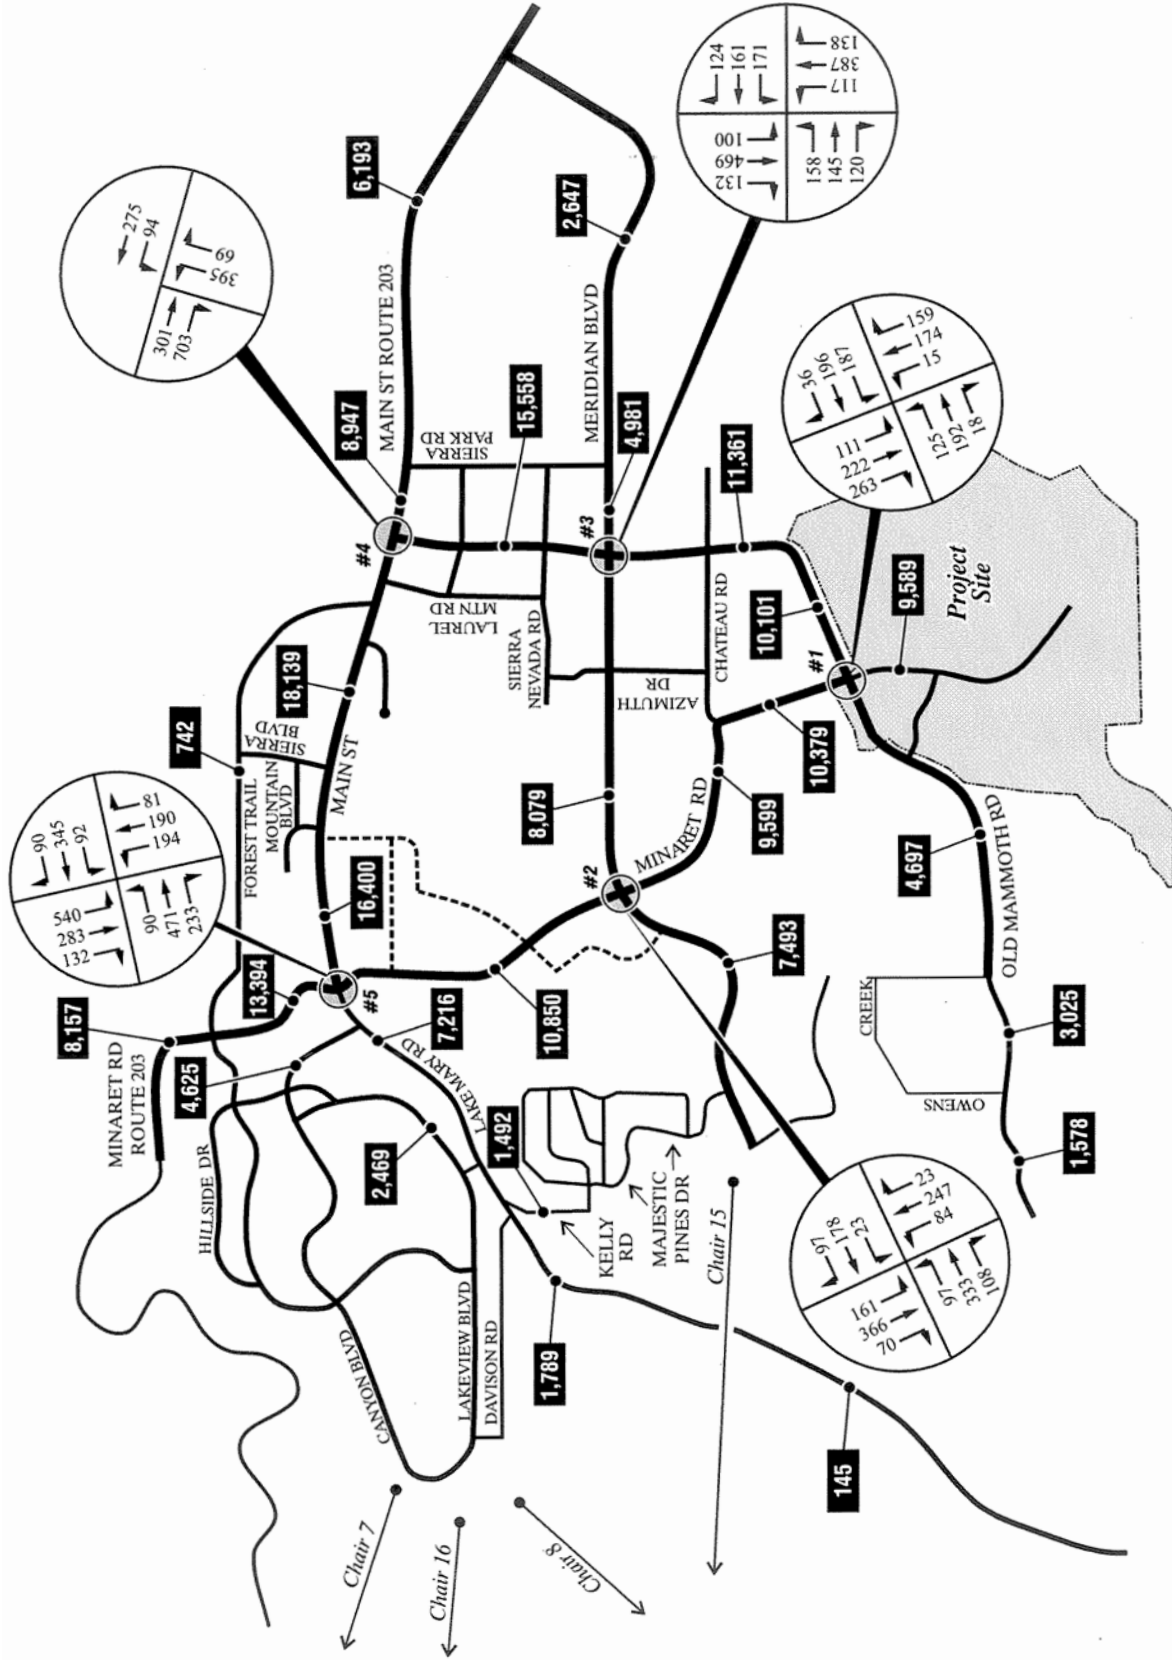 8,157
MINARET RD
ROUTE 203
13,394
4,625
HILLSIDE DR
7,216
LAKE MARY RD
2,469
1,492
CANYON BLVD
LAKEVIEW BLVD
DAVISON RD
KELLY
RD
MAJESTIC
PINES DR
1,789
145
Chair 7
Chair 16
Chair 8
Chair 15
540
283
132
90
345
92
90
471
233
81
190
194
#5
742
FOREST TRAIL
MOUNTAIN
BLVD
SIERRA
BLVD
MAIN ST
18,139
16,400
10,850
#4
301
703
275
94
395
69
8,947
MAIN ST ROUTE 203
6,193
SIERRA
PARK RD
15,558
LAUREL
MTN RD
SIERRA
NEVADA RD
MERIDIAN BLVD
2,647
4,981
#3
132
469
100
124
161
171
158
145
120
117
387
138
8,079
AZIMUTH
DR
CHATEAU RD
11,361
10,101
#1
111
222
263
36
196
187
125
192
18
159
174
15
9,589
Project
Site
10,379
9,599
MINARET RD
#2
7,493
161
366
70
97
178
23
97
333
108
23
247
84
4,697
OLD MAMMOTH RD
CREEK
OWENS
3,025
1,578